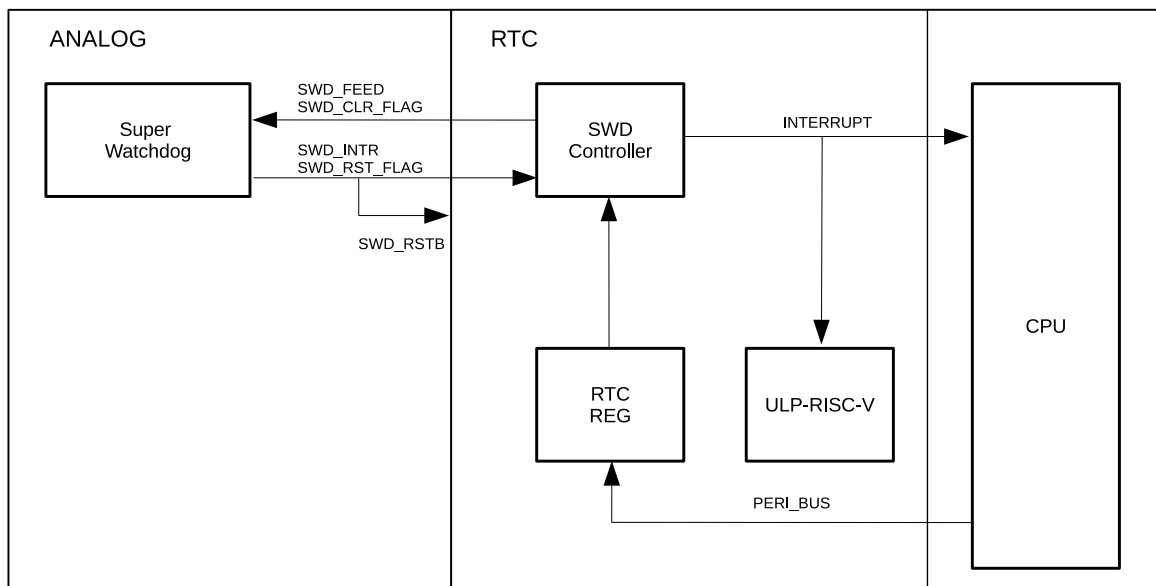 ANALOG
RTC
SWD_FEED
SWD_CLR_FLAG
Super
Watchdog
SWD_INTR
SWD_RST_FLAG
SWD_RSTB
SWD
Controller
INTERRUPT
CPU
RTC
REG
ULP-RISC-V
PERI_BUS